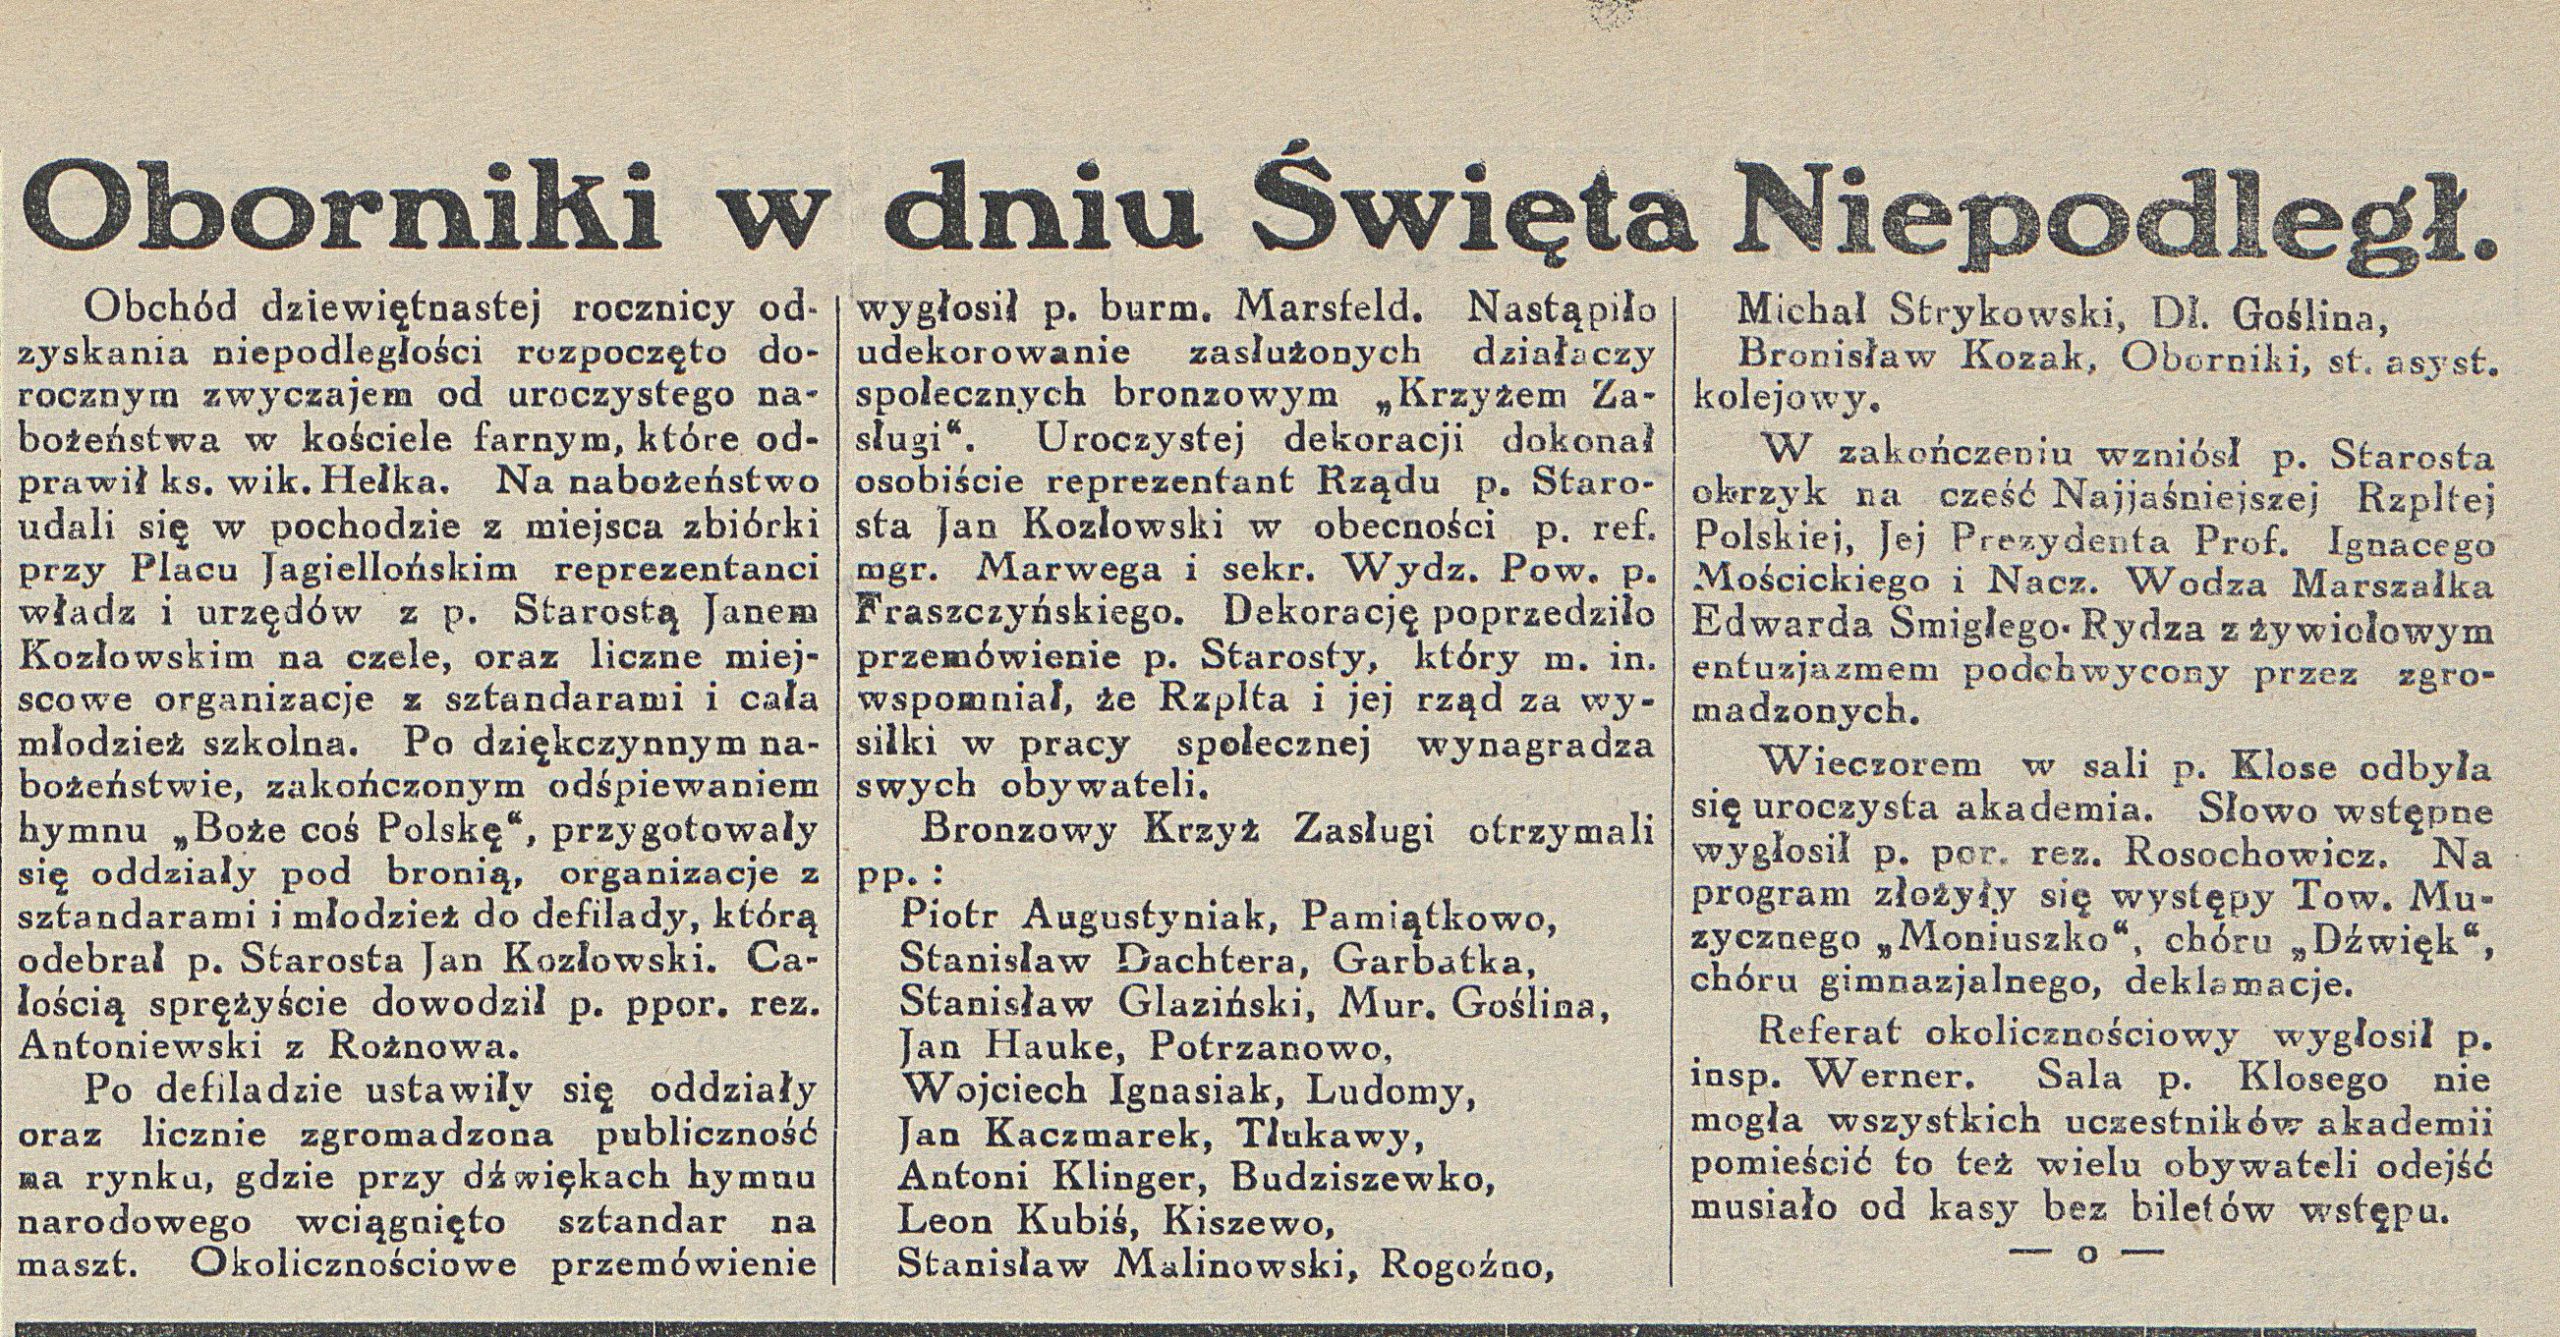 Oborniki w dniu Święta Niepodległ.
Obchód dziewiętnastej rocznicy od-
zyskania niepodległości rozpoczęto do-
rocznym zwyczajem od uroczystego na-
bożeństwa w kościele farnym, które od-
prawił ks. wik. Hełka. Na nabożeństwo
udali się w pochodzie z miejsca zbiórki
przy Placu Jagiellońskim reprezentanci
władz i urzędów z p. Starostą Janem
Kozłowskim na czele, oraz liczne miej-
scowe organizacje z sztandarami i cała
młodzież szkolna. Po dziękczynnym na-
bożeństwie, zakończonym odśpiewaniem
hymnu „Boże coś Polskę“, przygotowały
się oddziały pod bronią, organizacje z
sztandarami i młodzież do defilady, którą
odebrał p. Starosta Jan Kozłowski. Ca-
łością sprężyście dowodził p. ppor. rez.
Antoniewski z Rożnowa.
Po defiladzie ustawiły się oddziały
oraz licznie zgromadzona publiczność
na rynku, gdzie przy dźwiękach hymnu
narodowego wciągnięto sztandar na
maszt. Okolicznościowe przemówienie
wygłosił p. burm. Marsfeld. Nastąpiło
udekorowanie zasłużonych działaczy
społecznych bronzowym „Krzyżem Za-
sługi“. Uroczystej dekoracji dokonał
osobiście reprezentant Rządu p. Staro-
sta Jan Kozłowski w obecności p. ref.
mgr. Marwega i sekr. Wydz. Pow. p.
Fraszczyńskiego. Dekorację poprzedziło
przemówienie p. Starosty, który m. in.
wspomniał, że Rzplta i jej rząd za wy-
siłki w pracy społecznej wynagradza
swych obywateli.
Bronzowy Krzyż Zasługi otrzymali
pp. :
Piotr Augustyniak, Pamiątkowo,
Stanisław Dachtera, Garbatka,
Stanisław Glaziński, Mur. Goślina,
Jan Hauke, Potrzanowo,
Wojciech Ignasiak, Ludomy,
Jan Kaczmarek, Tłukawy,
Antoni Klinger, Budziszewko,
Leon Kubiś, Kiszewo,
Stanisław Malinowski, Rogoźno,
Michał Strykowski, Dł. Goślina,
Bronisław Kozak, Oborniki, st. asyst.
kolejowy.
W zakończeniu wzniósł p. Starosta
okrzyk na cześć Najjaśniejszej Rzpltej
Polskiej, Jej Prezydenta Prof. Ignacego
Mościckiego i Nacz. Wodza Marszałka
Edwarda Smigłego-Rydza z żywiołowym
entuzjazmem podchwycony przez zgro-
madzonych.
Wieczorem w sali p. Klose odbyła
się uroczysta akademia. Słowo wstępne
wygłosił p. por. rez. Rosochowicz. Na
program złożyły się występy Tow. Mu-
zycznego „Moniuszko“, chóru „Dźwięk“,
chóru gimnazjalnego, deklamacje.
Referat okolicznościowy wygłosił p.
insp. Werner. Sala p. Klosego nie
mogła wszystkich uczestników akademii
pomieścić to też wielu obywateli odejść
musiało od kasy bez biletów wstępu.
— o —